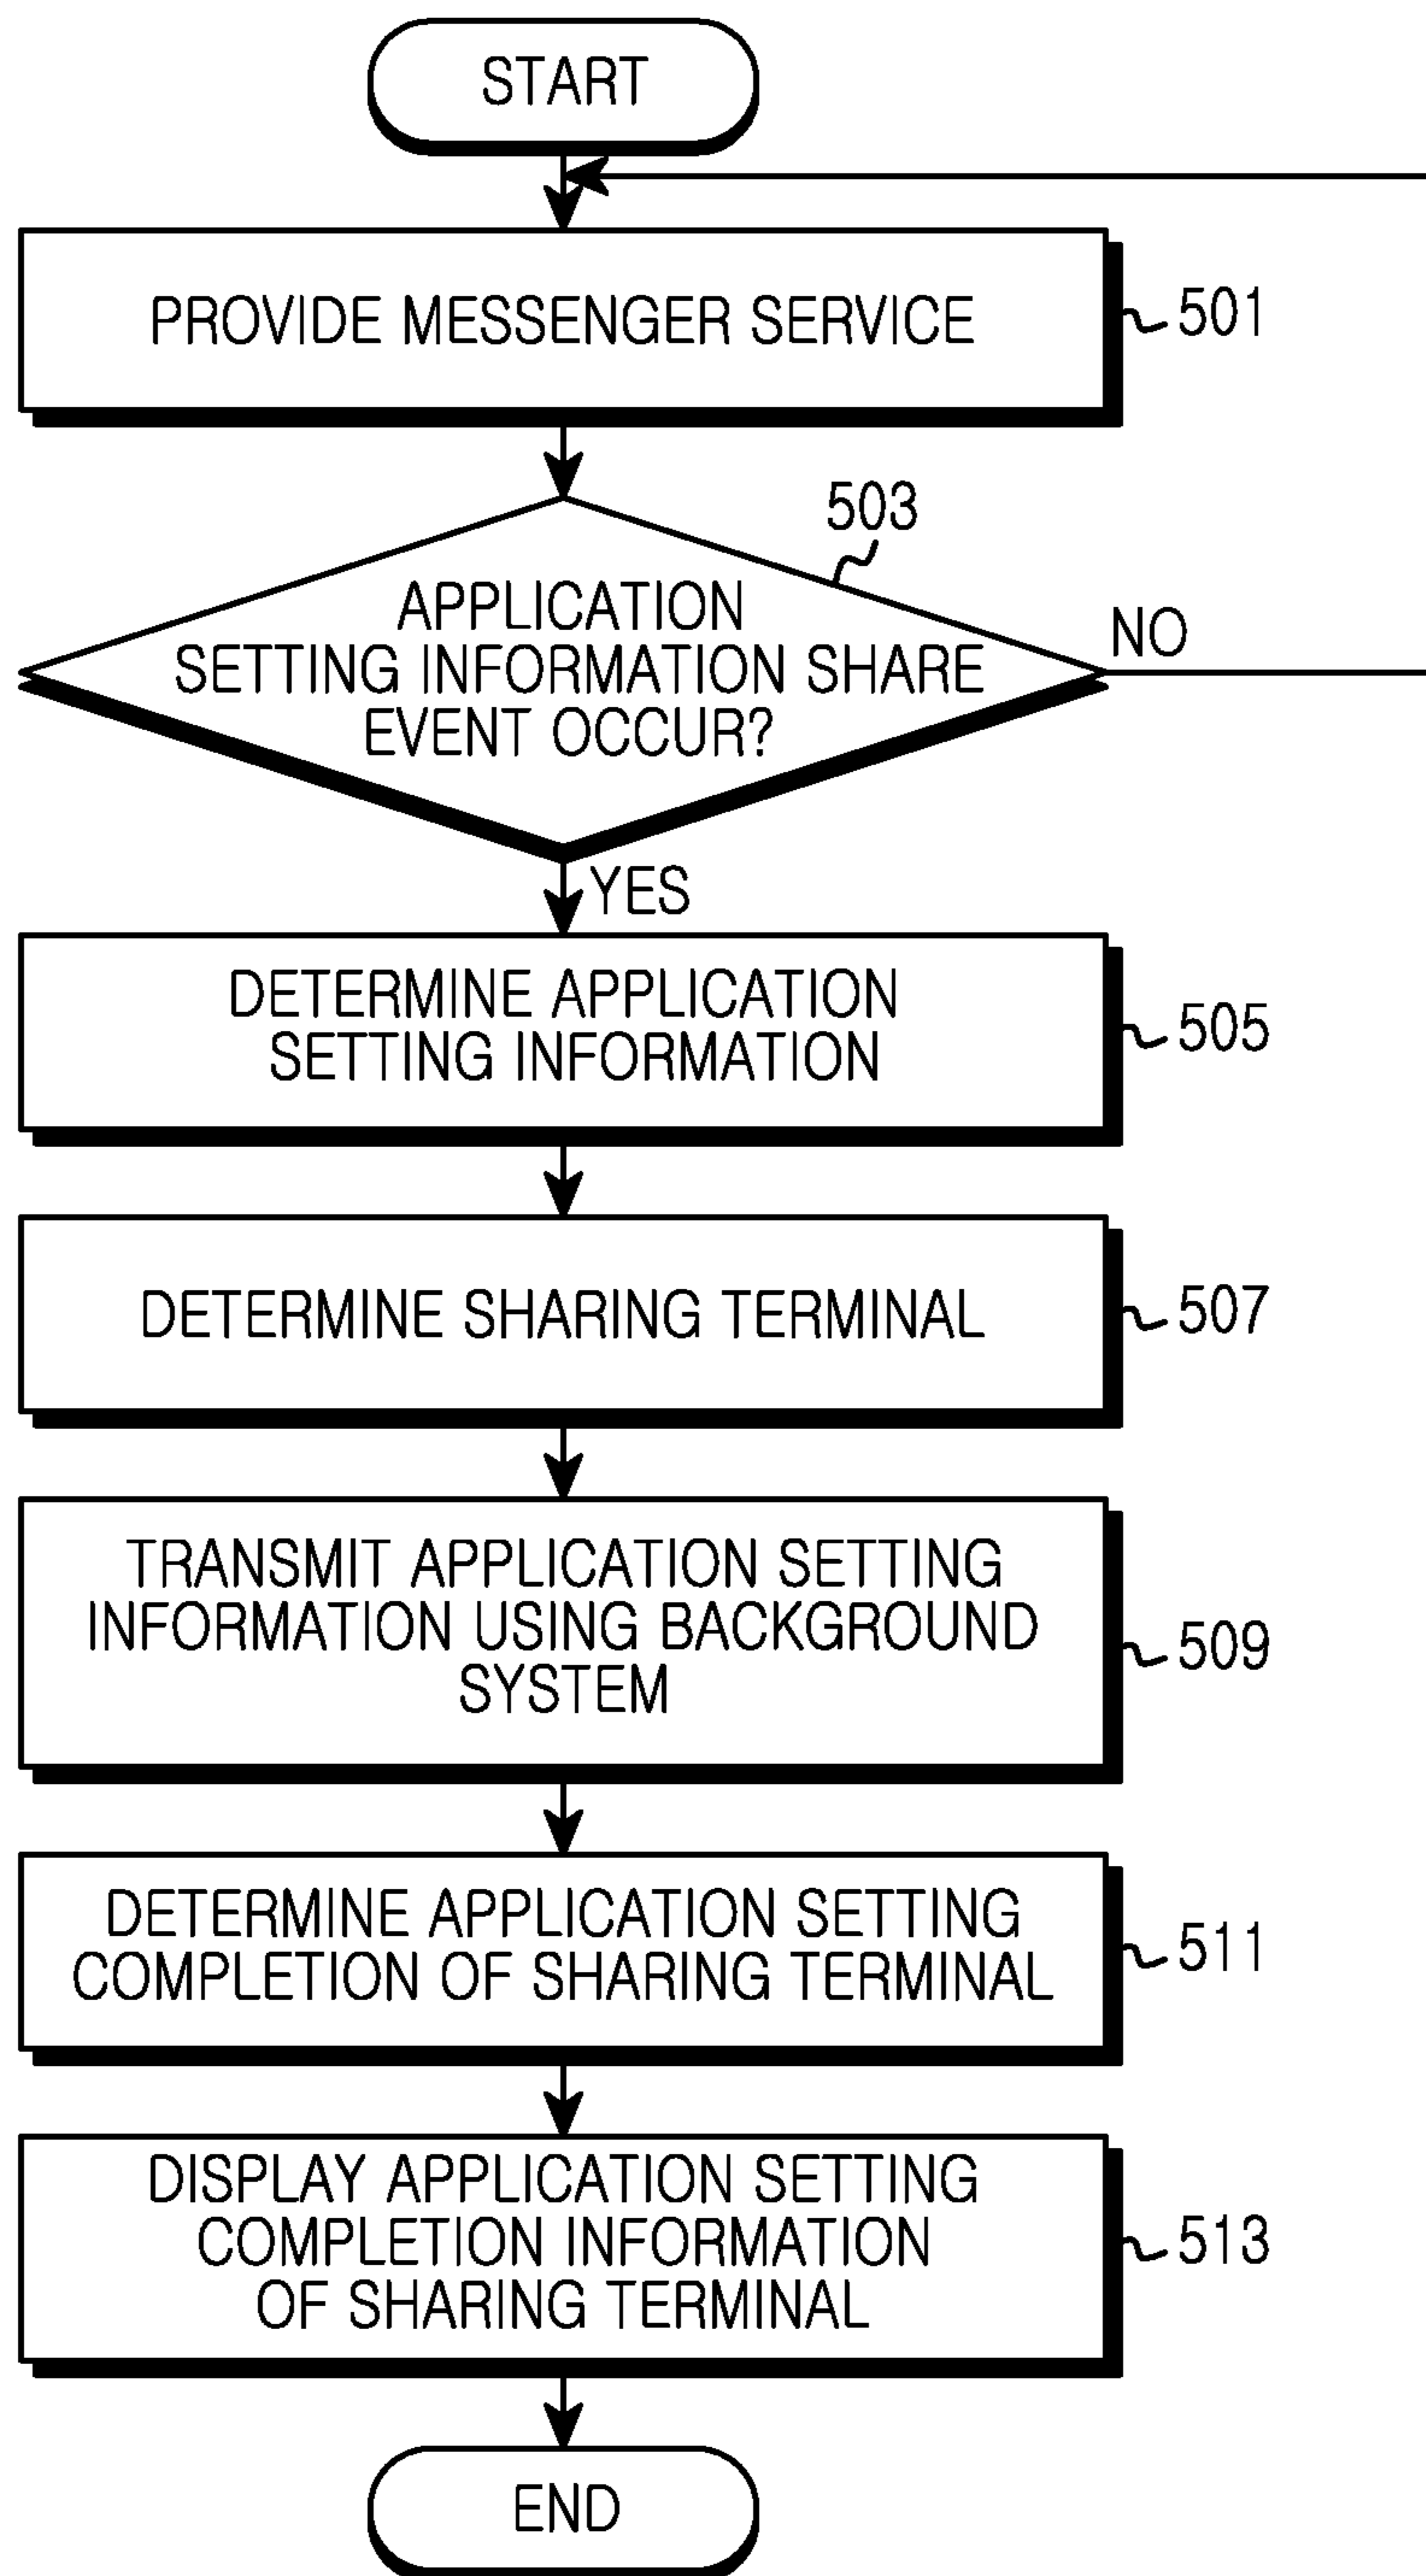 START
PROVIDE MESSENGER SERVICE
501
503
APPLICATION
SETTING INFORMATION SHARE
EVENT OCCUR?
NO
YES
DETERMINE APPLICATION
SETTING INFORMATION
505
DETERMINE SHARING TERMINAL
507
TRANSMIT APPLICATION SETTING
INFORMATION USING BACKGROUND
SYSTEM
509
DETERMINE APPLICATION SETTING
COMPLETION OF SHARING TERMINAL
511
DISPLAY APPLICATION SETTING
COMPLETION INFORMATION
OF SHARING TERMINAL
513
END